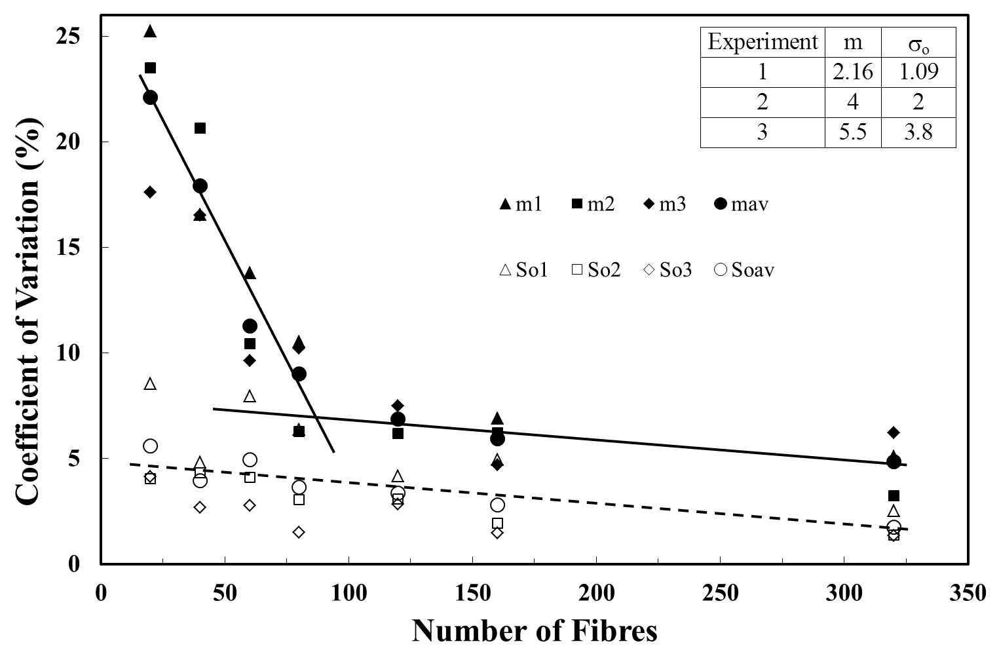 Coefficient of Variation (%)
25
20
15
10
5
0
Experiment m σo
1 2.16 1.09
2 4 2
3 5.5 3.8
m1 m2 m3 mav
So1 So2 So3 Soav
0 50 100 150 200 250 300 350
Number of Fibres